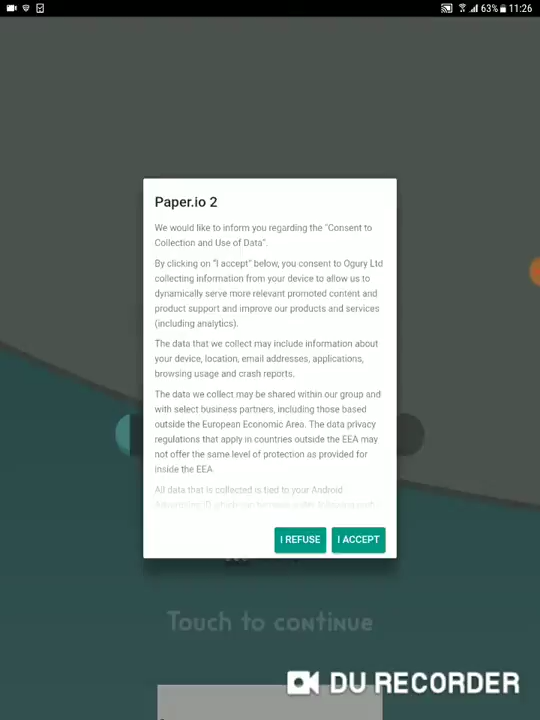 63% 11:26
Paper.io 2
We would like to inform you regarding the "Consent to
Collection and Use of Data".
By clicking on "I accept" below, you consent to Ogury Ltd
collecting information from your device to allow us to
dynamically serve more relevant promoted content and
product support and improve our products and services
(including analytics).
The data that we collect may include information about
your device, location, email addresses, applications,
browsing usage and crash reports.
The data we collect may be shared within our group and
with select business partners, including those based
outside the European Economic Area. The data privacy
regulations that apply in countries outside the EEA may
not offer the same level of protection as provided for
inside the EEA.
All data that is collected is tied to your Android
I REFUSE I ACCEPT
Touch to continue
DU RECORDER